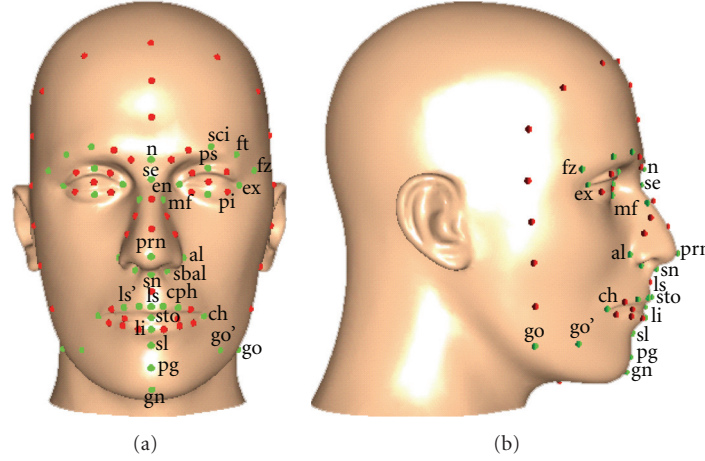 n
sci
ft
se
ps
fz
en
ex
mf
pi
prn
al
sbal
sn
ls'
ls
cph
sto
ch
li
sl
go'
go
pg
gn
(a)
fz
n
ex
se
mf
al
prn
sn
ls
ch
sto
li
go
go'
sl
pg
gn
(b)